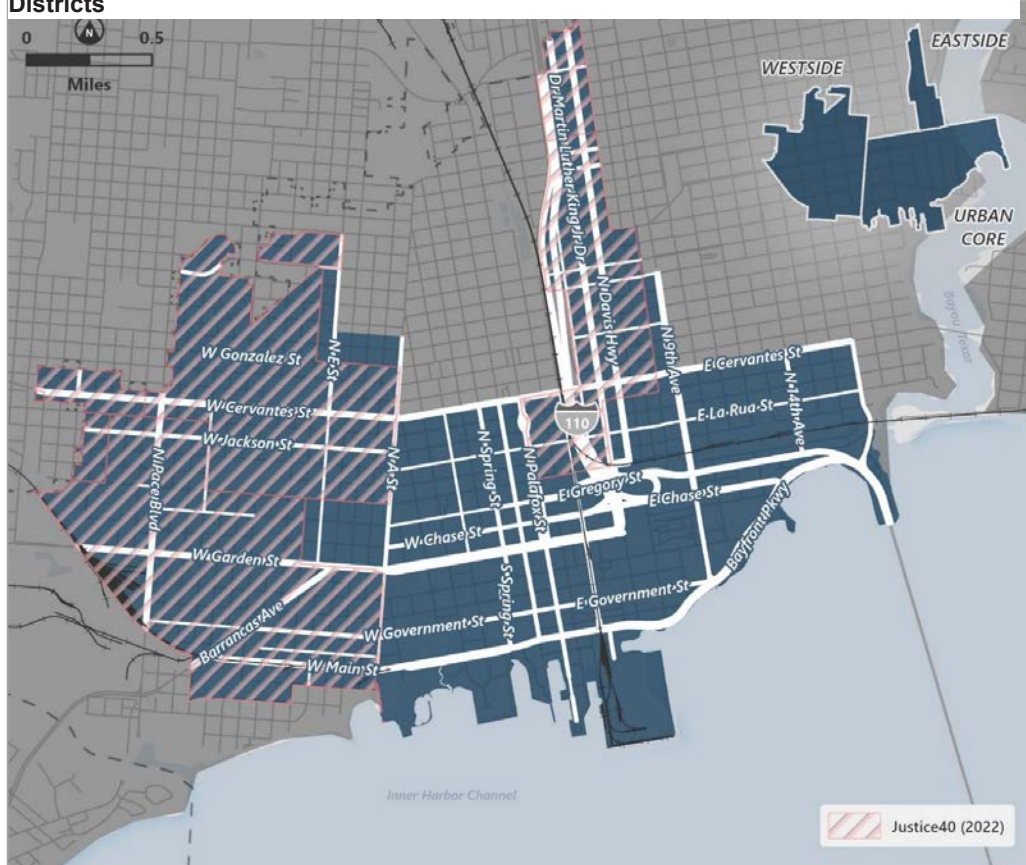 Districts
0
N
0.5
Miles
EASTSIDE
WESTSIDE
URBAN
CORE
Dr Martin Luther King Jr Dr
N Davis Hwy
N 9th Ave
E Cervantes St
N 14th Ave
E La Rua St
Bayou Texar
W Gonzalez St
N E St
W Cervantes St
W Jackson St
N A St
N Pace Blvd
N Spring St
N Palafox St
110
E Gregory St
E Chase St
W Chase St
W Garden St
Bayfront Pkwy
Barrancas Ave
S Spring St
E Government St
W Government St
W Main St
Inner Harbor Channel
Justice40 (2022)